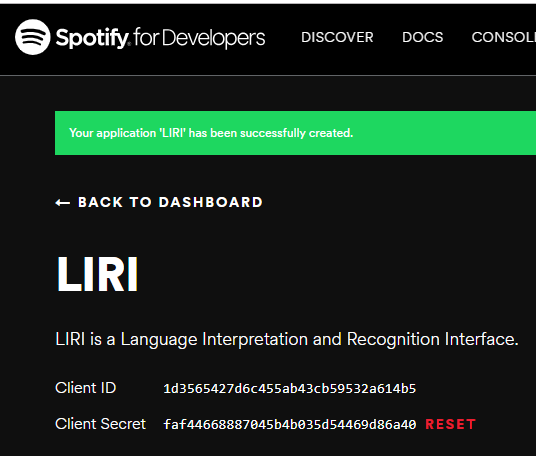 Spotify for Developers DISCOVER DOCS CONSOL
Your application 'LIRI' has been successfully created.
← BACK TO DASHBOARD
LIRI
LIRI is a Language Interpretation and Recognition Interface.
Client ID 1d3565427d6c455ab43cb59532a614b5
Client Secret faf44668887045b4b035d54469d86a40 RESET